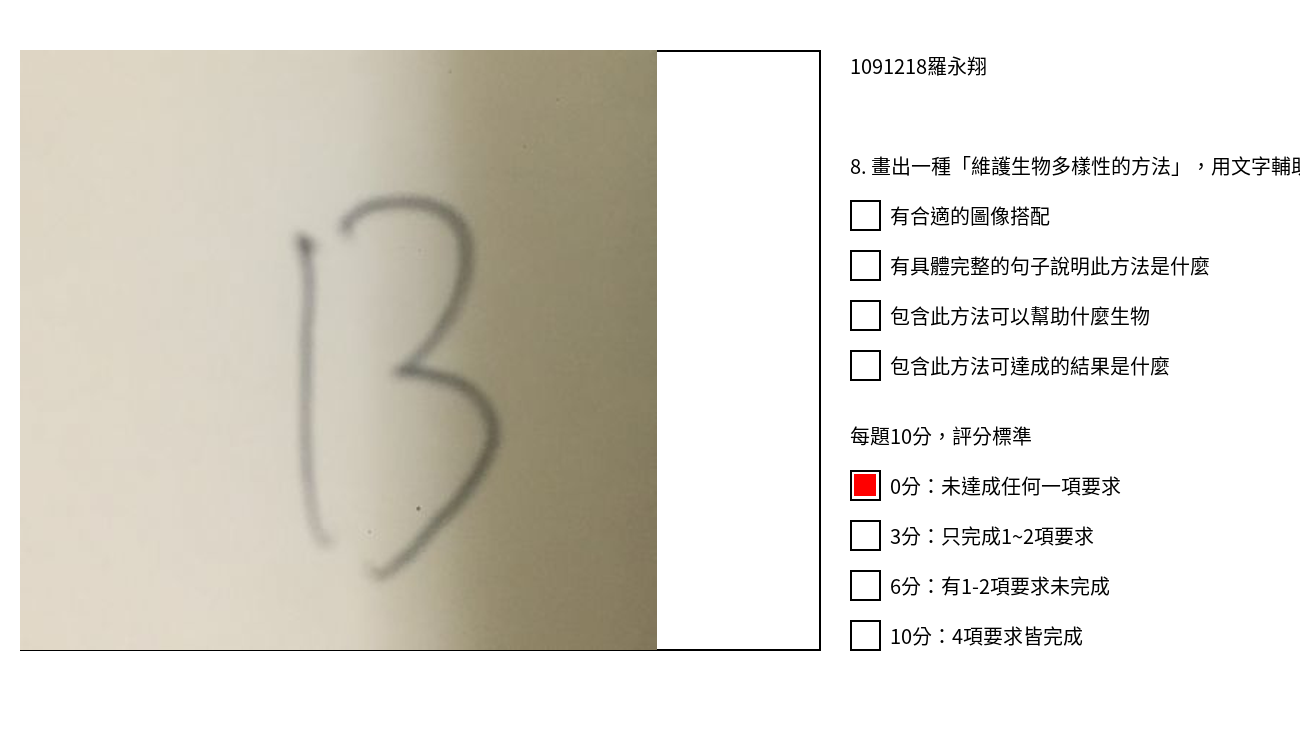 B
1091218羅永翔
8. 畫出一種「維護生物多樣性的方法」，用文字輔
有合適的圖像搭配
有具體完整的句子說明此方法是什麼
包含此方法可以幫助什麼生物
包含此方法可達成的結果是什麼
每題10分，評分標準
0分：未達成任何一項要求
3分：只完成1~2項要求
6分：有1-2項要求未完成
10分：4項要求皆完成